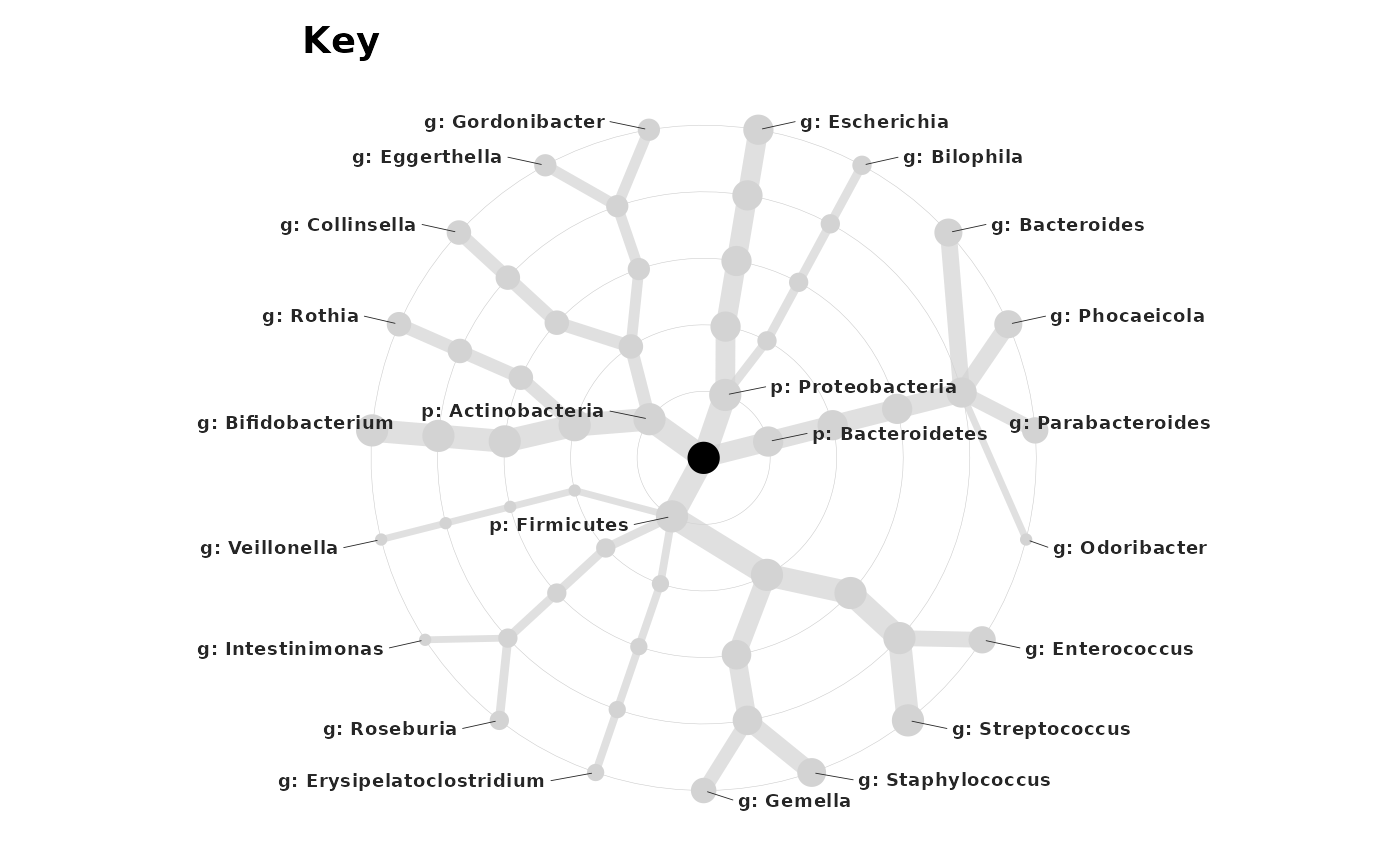 Key
g: Gordonibacter
g: Escherichia
g: Eggerthella
g: Bilophila
g: Collinsella
g: Bacteroides
g: Rothia
g: Phocaeicola
p: Proteobacteria
p: Actinobacteria
g: Bifidobacterium
g: Parabacteroides
p: Bacteroidetes
p: Firmicutes
g: Veillonella
g: Odoribacter
g: Intestinimonas
g: Enterococcus
g: Roseburia
g: Streptococcus
g: Erysipelatoclostridium
g: Staphylococcus
g: Gemella